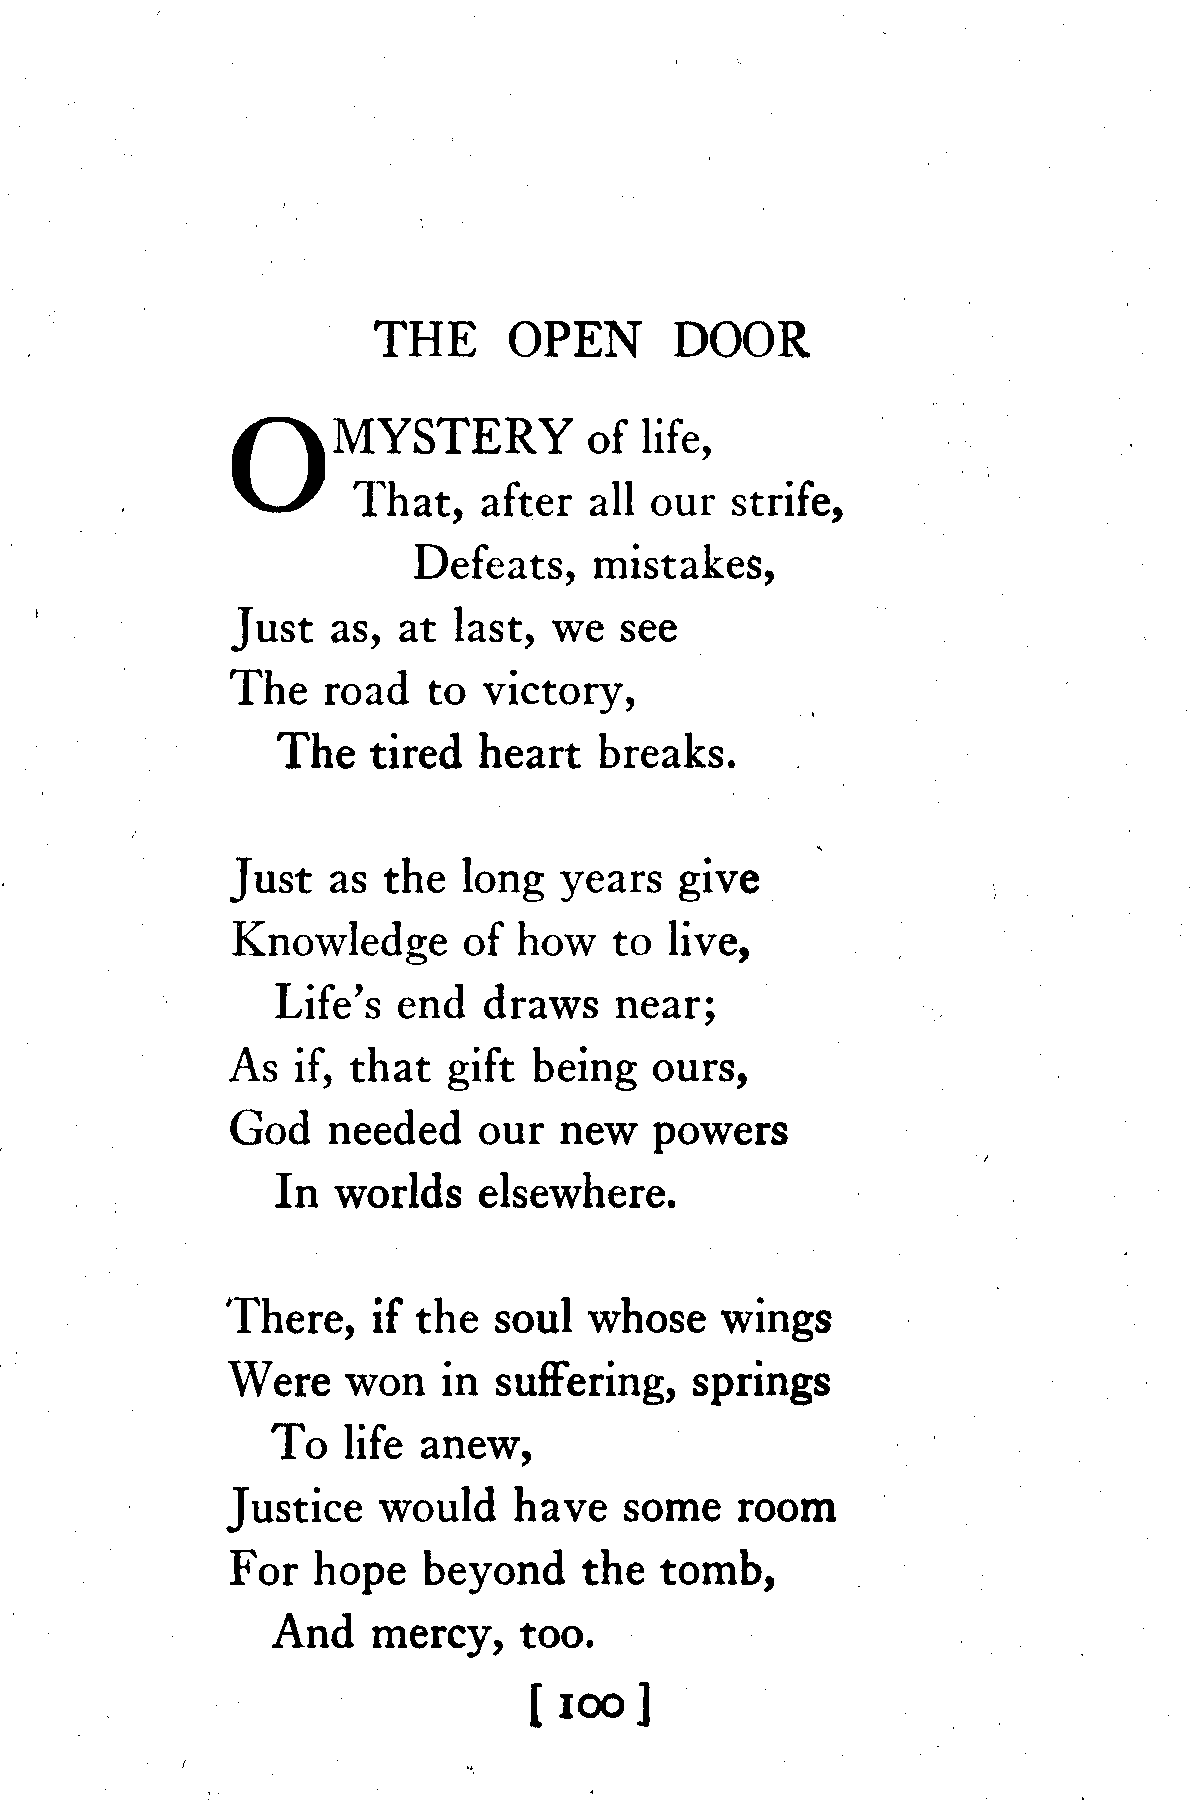 THE OPEN DOOR
O MYSTERY of life,
That, after all our strife,
Defeats, mistakes,
Just as, at last, we see
The road to victory,
The tired heart breaks.
Just as the long years give
Knowledge of how to live,
Life's end draws near;
As if, that gift being ours,
God needed our new powers
In worlds elsewhere.
There, if the soul whose wings
Were won in suffering, springs
To life anew,
Justice would have some room
For hope beyond the tomb,
And mercy, too.
[ 100 ]